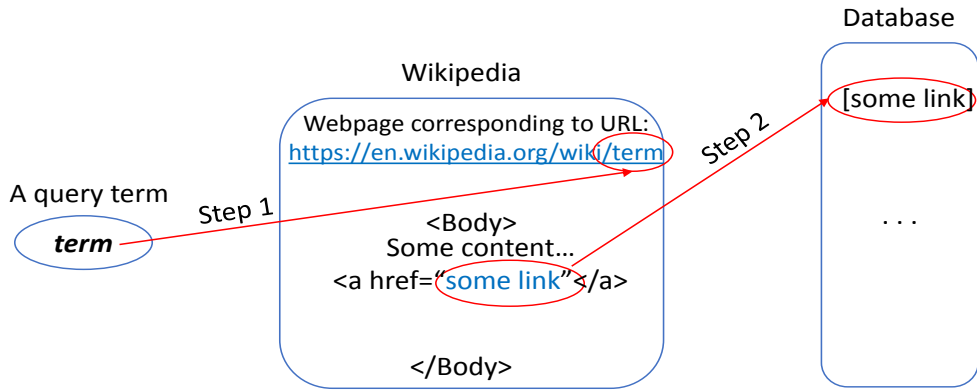 Database
Wikipedia
[some link]
Webpage corresponding to URL:
https://en.wikipedia.org/wiki/term
Step 2
A query term
Step 1
term
<Body>
Some content…
<a href=“some link”</a>
. . .
</Body>